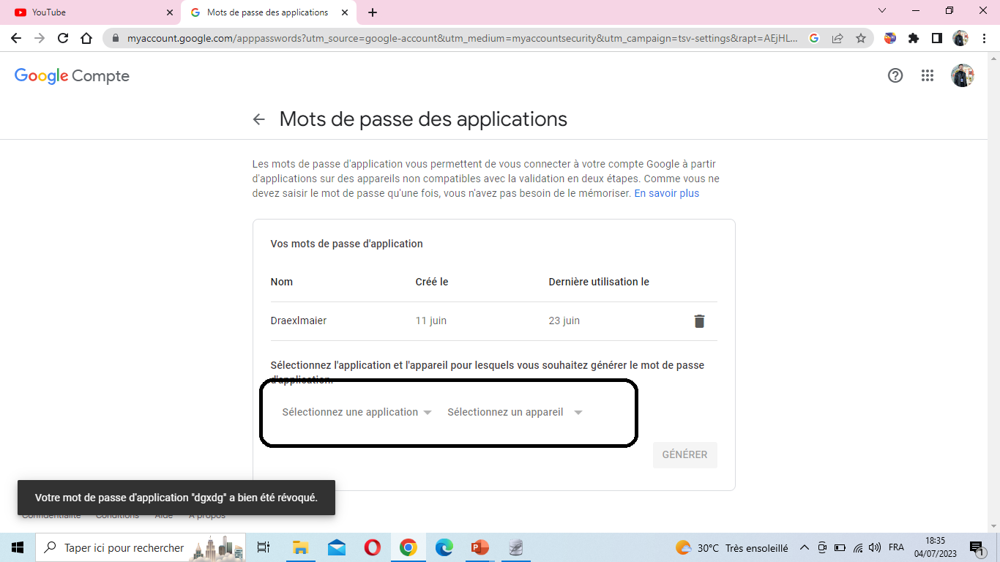 YouTube
Mots de passe des applications
myaccount.google.com/apppasswords?utm_source=google-account&utm_medium=myaccountsecurity&utm_campaign=tsv-settings&rapt=AEjHL...
Google Compte
Mots de passe des applications
Les mots de passe d'application vous permettent de vous connecter à votre compte Google à partir
d'applications sur des appareils non compatibles avec la validation en deux étapes. Comme vous ne
devez saisir le mot de passe qu'une fois, vous n'avez pas besoin de le mémoriser. En savoir plus
Vos mots de passe d'application
Nom Créé le Dernière utilisation le
Draexlmaier 11 juin 23 juin
Sélectionnez l'application et l'appareil pour lesquels vous souhaitez générer le mot de passe
d'application.
Sélectionnez une application Sélectionnez un appareil
GÉNÉRER
Votre mot de passe d'application "dgxdg" a bien été révoqué.
Confidentialité Conditions Aide À propos
Taper ici pour rechercher
30°C Très ensoleillé
FRA
18:35
04/07/2023
1